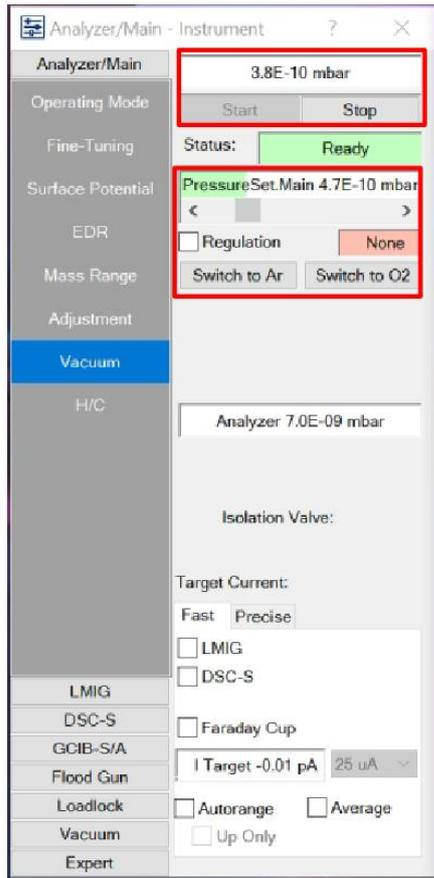 Analyzer/Main - Instrument ? ×
Analyzer/Main
Operating Mode
Fine-Tuning
Surface Potential
EDR
Mass Range
Adjustment
Vacuum
H/C
LMIG
DSC-S
GCIB-S/A
Flood Gun
Loadlock
Vacuum
Expert
3.8E-10 mbar
Start Stop
Status: Ready
PressureSet.Main 4.7E-10 mbar
< >
Regulation None
Switch to Ar Switch to O2
Analyzer 7.0E-09 mbar
Isolation Valve:
Target Current:
Fast Precise
LMIG
DSC-S
Faraday Cup
I Target -0.01 pA 25 uA
Autorange Average
Up Only